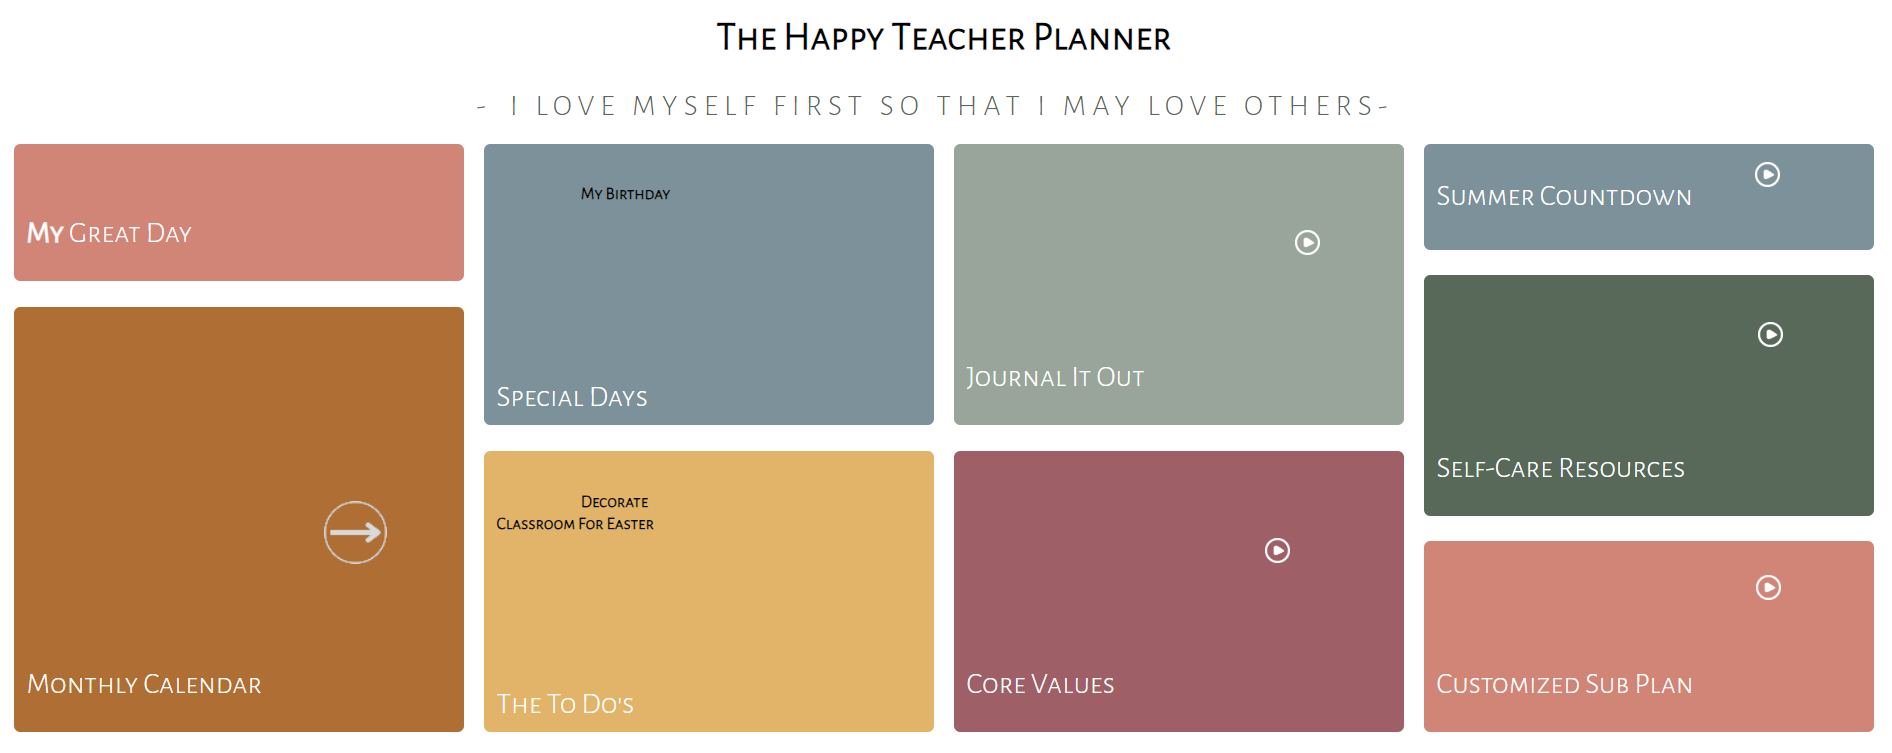 The Happy Teacher Planner
- I LOVE MYSELF FIRST SO THAT I MAY LOVE OTHERS-
My Great Day
Monthly Calendar
My Birthday
Special Days
Decorate
Classroom For Easter
The To Do's
Journal It Out
Core Values
Summer Countdown
Self-Care Resources
Customized Sub Plan